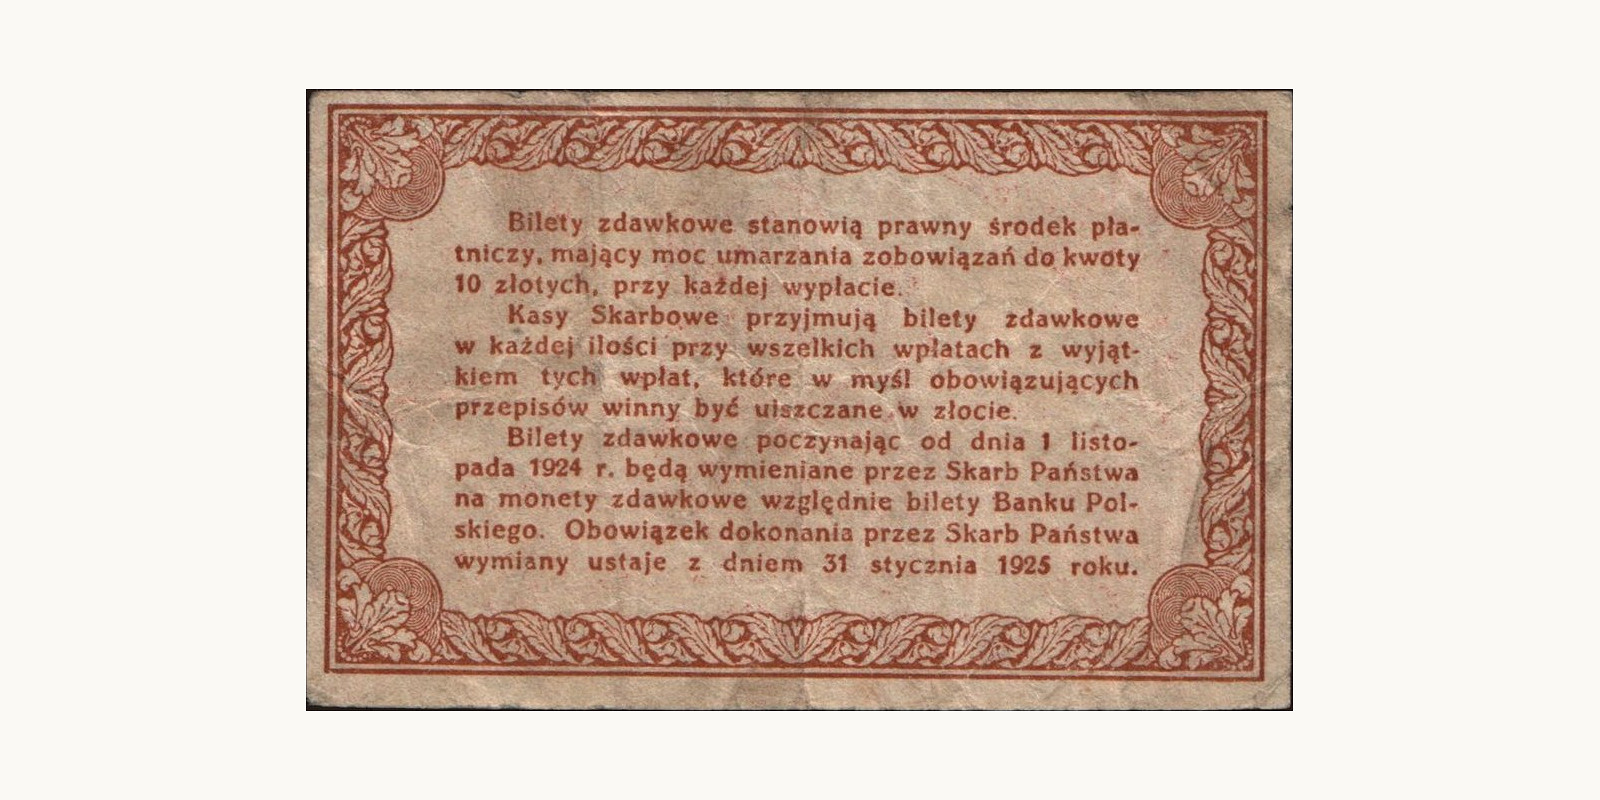 Bilety zdawkowe stanowią prawny środek pła-
tniczy, mający moc umarzania zobowiązań do kwoty
10 złotych, przy każdej wypłacie.
Kasy Skarbowe przyjmują bilety zdawkowe
w każdej ilości przy wszelkich wpłatach z wyjąt-
kiem tych wpłat, które w myśl obowiązujących
przepisów winny być uiszczane w złocie.
Bilety zdawkowe poczynając od dnia 1 listo-
pada 1924 r. będą wymieniane przez Skarb Państwa
na monety zdawkowe względnie bilety Banku Pol-
skiego. Obowiązek dokonania przez Skarb Państwa
wymiany ustaje z dniem 31 stycznia 1925 roku.